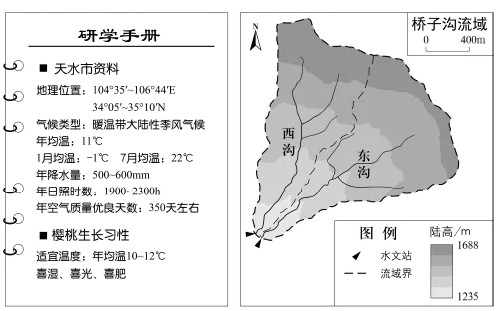 研学手册
■ 天水市资料
地理位置：104°35′~106°44′E
34°05′~35°10′N
气候类型：暖温带大陆性季风气候
年均温：11℃
1月均温：-1℃ 7月均温：22℃
年降水量：500~600mm
年日照时数：1900- 2300h
年空气质量优良天数：350天左右
■ 樱桃生长习性
适宜温度：年均温10~12℃
喜湿、喜光、喜肥
桥子沟流域
0 400m
N
西沟
东沟
图 例
水文站
流域界
陆高/m
1688
1235